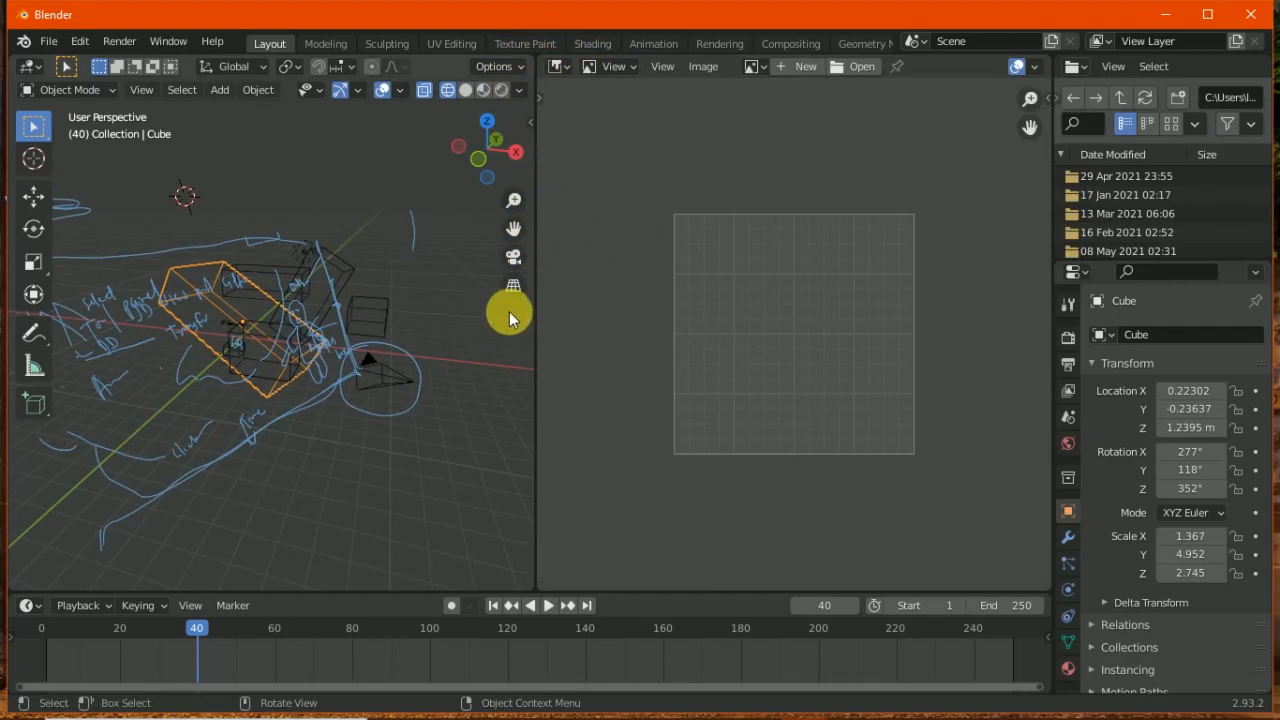 Blender
File Edit Render Window Help Layout Modeling Sculpting UV Editing Texture Paint Shading Animation Rendering Compositing Geometry N Scene View Layer
Global Options View View Image New Open View Select
Object Mode View Select Add Object C:\Users\I...
User Perspective
(40) Collection | Cube
Z
Y
X
Date Modified Size
29 Apr 2021 23:55
17 Jan 2021 02:17
13 Mar 2021 06:06
16 Feb 2021 02:52
08 May 2021 02:31
Cube
Cube
Transform
Location X 0.22302
Y -0.23637
Z 1.2395 m
Rotation X 277°
Y 118°
Z 352°
Mode XYZ Euler
Scale X 1.367
Y 4.952
Z 2.745
Delta Transform
Relations
Collections
Instancing
Motion Paths
Playback Keying View Marker 40 Start 1 End 250
0 20 40 60 80 100 120 140 160 180 200 220 240
Select Box Select Rotate View Object Context Menu 2.93.2